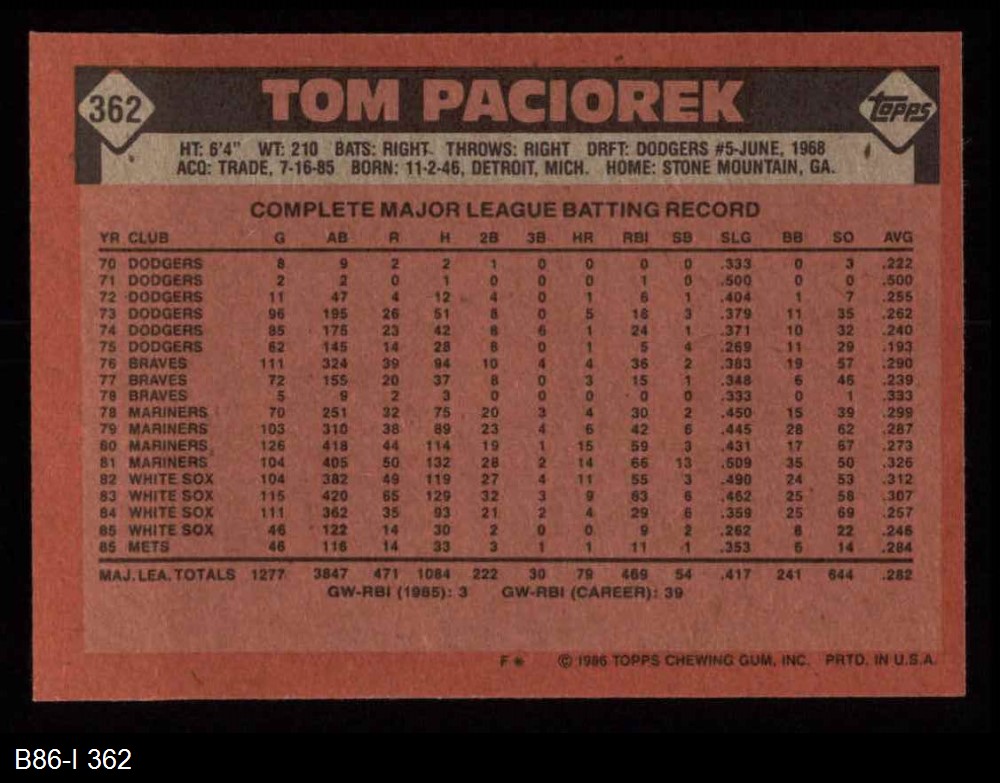 362 TOM PACIOREK Topps
HT: 6'4" WT: 210 BATS: RIGHT THROWS: RIGHT DRFT: DODGERS #5-JUNE, 1968
ACQ: TRADE, 7-16-85 BORN: 11-2-46, DETROIT, MICH. HOME: STONE MOUNTAIN, GA.
COMPLETE MAJOR LEAGUE BATTING RECORD
YR CLUB G AB R H 2B 3B HR RBI SB SLG BB SO AVG
70 DODGERS 8 9 2 2 1 0 0 0 0 .333 0 3 .222
71 DODGERS 2 2 0 1 0 0 0 1 0 .500 0 0 .500
72 DODGERS 11 47 4 12 4 0 1 6 1 .404 1 7 .255
73 DODGERS 96 195 26 51 8 0 5 18 3 .379 11 35 .262
74 DODGERS 85 175 23 42 8 6 1 24 1 .371 10 32 .240
75 DODGERS 62 145 14 28 8 0 1 5 4 .269 11 29 .193
76 BRAVES 111 324 39 94 10 4 4 36 2 .383 19 57 .290
77 BRAVES 72 155 20 37 8 0 3 15 1 .348 6 46 .239
78 BRAVES 5 9 2 3 0 0 0 0 0 .333 0 1 .333
78 MARINERS 70 251 32 75 20 3 4 30 2 .450 15 39 .299
79 MARINERS 103 310 38 89 23 4 6 42 6 .445 28 62 .287
80 MARINERS 126 418 44 114 19 1 15 59 3 .431 17 67 .273
81 MARINERS 104 405 50 132 28 2 14 66 13 .509 35 50 .326
82 WHITE SOX 104 382 49 119 27 4 11 55 3 .490 24 53 .312
83 WHITE SOX 115 420 65 129 32 3 9 63 6 .462 25 58 .307
84 WHITE SOX 111 362 35 93 21 2 4 29 6 .359 25 69 .257
85 WHITE SOX 46 122 14 30 2 0 0 9 2 .262 8 22 .246
85 METS 46 116 14 33 3 1 1 11 1 .353 6 14 .284
MAJ. LEA. TOTALS 1277 3847 471 1084 222 30 79 469 54 .417 241 644 .282
GW-RBI (1985): 3 GW-RBI (CAREER): 39
F* © 1986 TOPPS CHEWING GUM, INC. PRTD. IN U.S.A.
B86-I 362